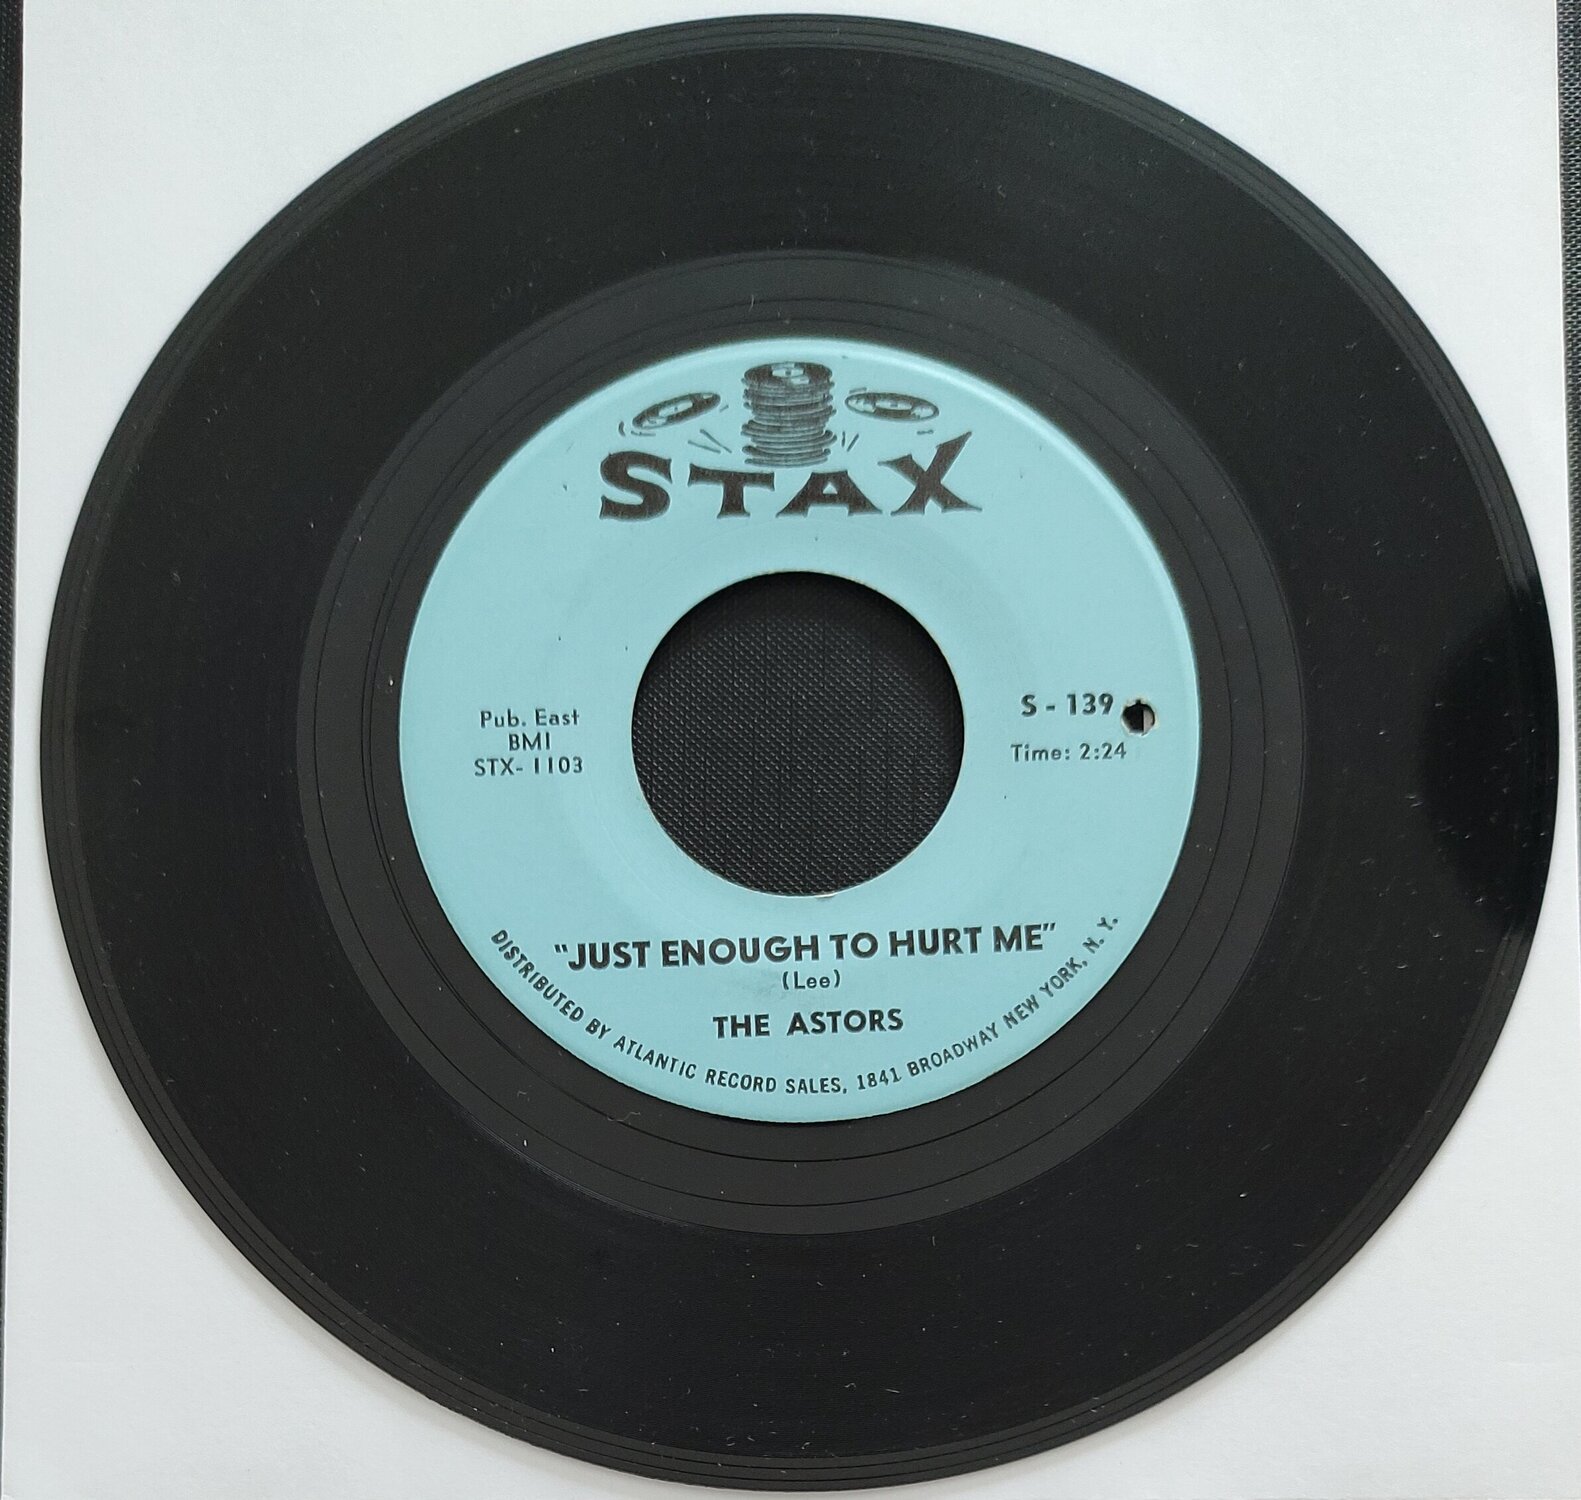 STAX
Pub. East
BMI
STX-1103
S - 139
Time: 2:24
"JUST ENOUGH TO HURT ME"
(Lee)
THE ASTORS
DISTRIBUTED BY ATLANTIC RECORD SALES, 1841 BROADWAY NEW YORK, N. Y.